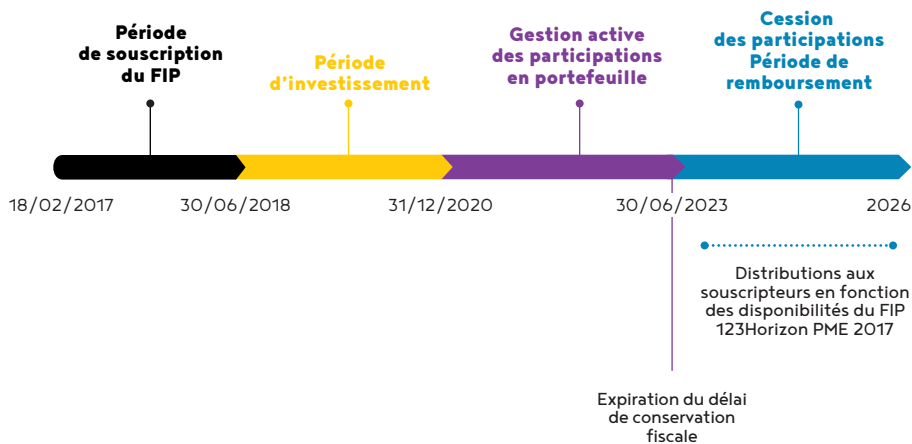 Période
de souscription
du FIP
Période
d'investissement
Gestion active
des participations
en portefeuille
Cession
des participations
Période de
remboursement
18/02/2017
30/06/2018
31/12/2020
30/06/2023
2026
Distributions aux
souscripteurs en fonction
des disponibilités du FIP
123Horizon PME 2017
Expiration du délai
de conservation
fiscale